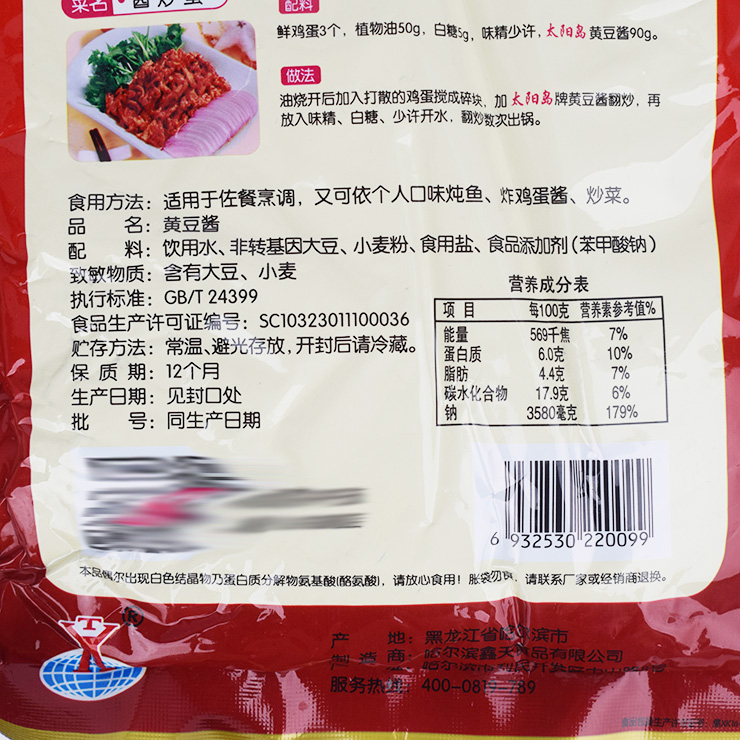 菜名
酱炒蛋
配料
鲜鸡蛋3个，植物油50g，白糖5g，味精少许，太阳岛黄豆酱90g。
做法
油烧开后加入打散的鸡蛋搅成碎块，加太阳岛牌黄豆酱翻炒，再
放入味精、白糖、少许开水，翻炒数次出锅。
食用方法：适用于佐餐烹调，又可依个人口味炖鱼、炸鸡蛋酱、炒菜。
品 名：黄豆酱
配 料：饮用水、非转基因大豆、小麦粉、食用盐、食品添加剂（苯甲酸钠）
致敏物质：含有大豆、小麦
执行标准：GB/T 24399
食品生产许可证编号：SC10323011100036
贮存方法：常温、避光存放，开封后请冷藏。
保 质 期：12个月
生产日期：见封口处
批 号：同生产日期
营养成分表
项 目 每100克 营养素参考值%
能量 569千焦 7%
蛋白质 6.0克 10%
脂肪 4.4克 7%
碳水化合物 17.9克 6%
钠 3580毫克 179%
6 932530 220099
本品偶尔出现白色结晶物乃蛋白质分解物氨基酸(酪氨酸)，请放心食用！胀袋勿食，请联系厂家或经销商退换。
(R)
产 地：黑龙江省哈尔滨市
制 造 商：哈尔滨鑫天食品有限公司
服务热线：400-0819-789